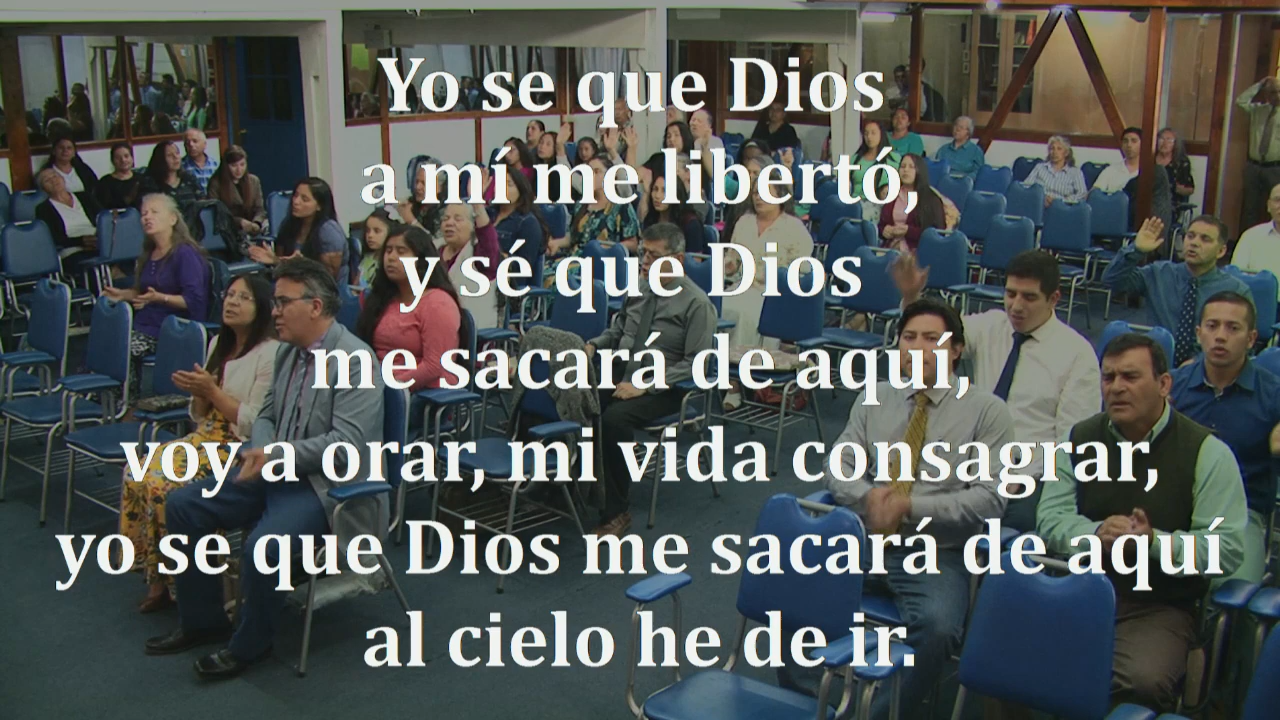 Yo se que Dios
a mí me libertó,
y sé que Dios
me sacará de aquí,
voy a orar, mi vida consagrar,
yo se que Dios me sacará de aquí
al cielo he de ir.